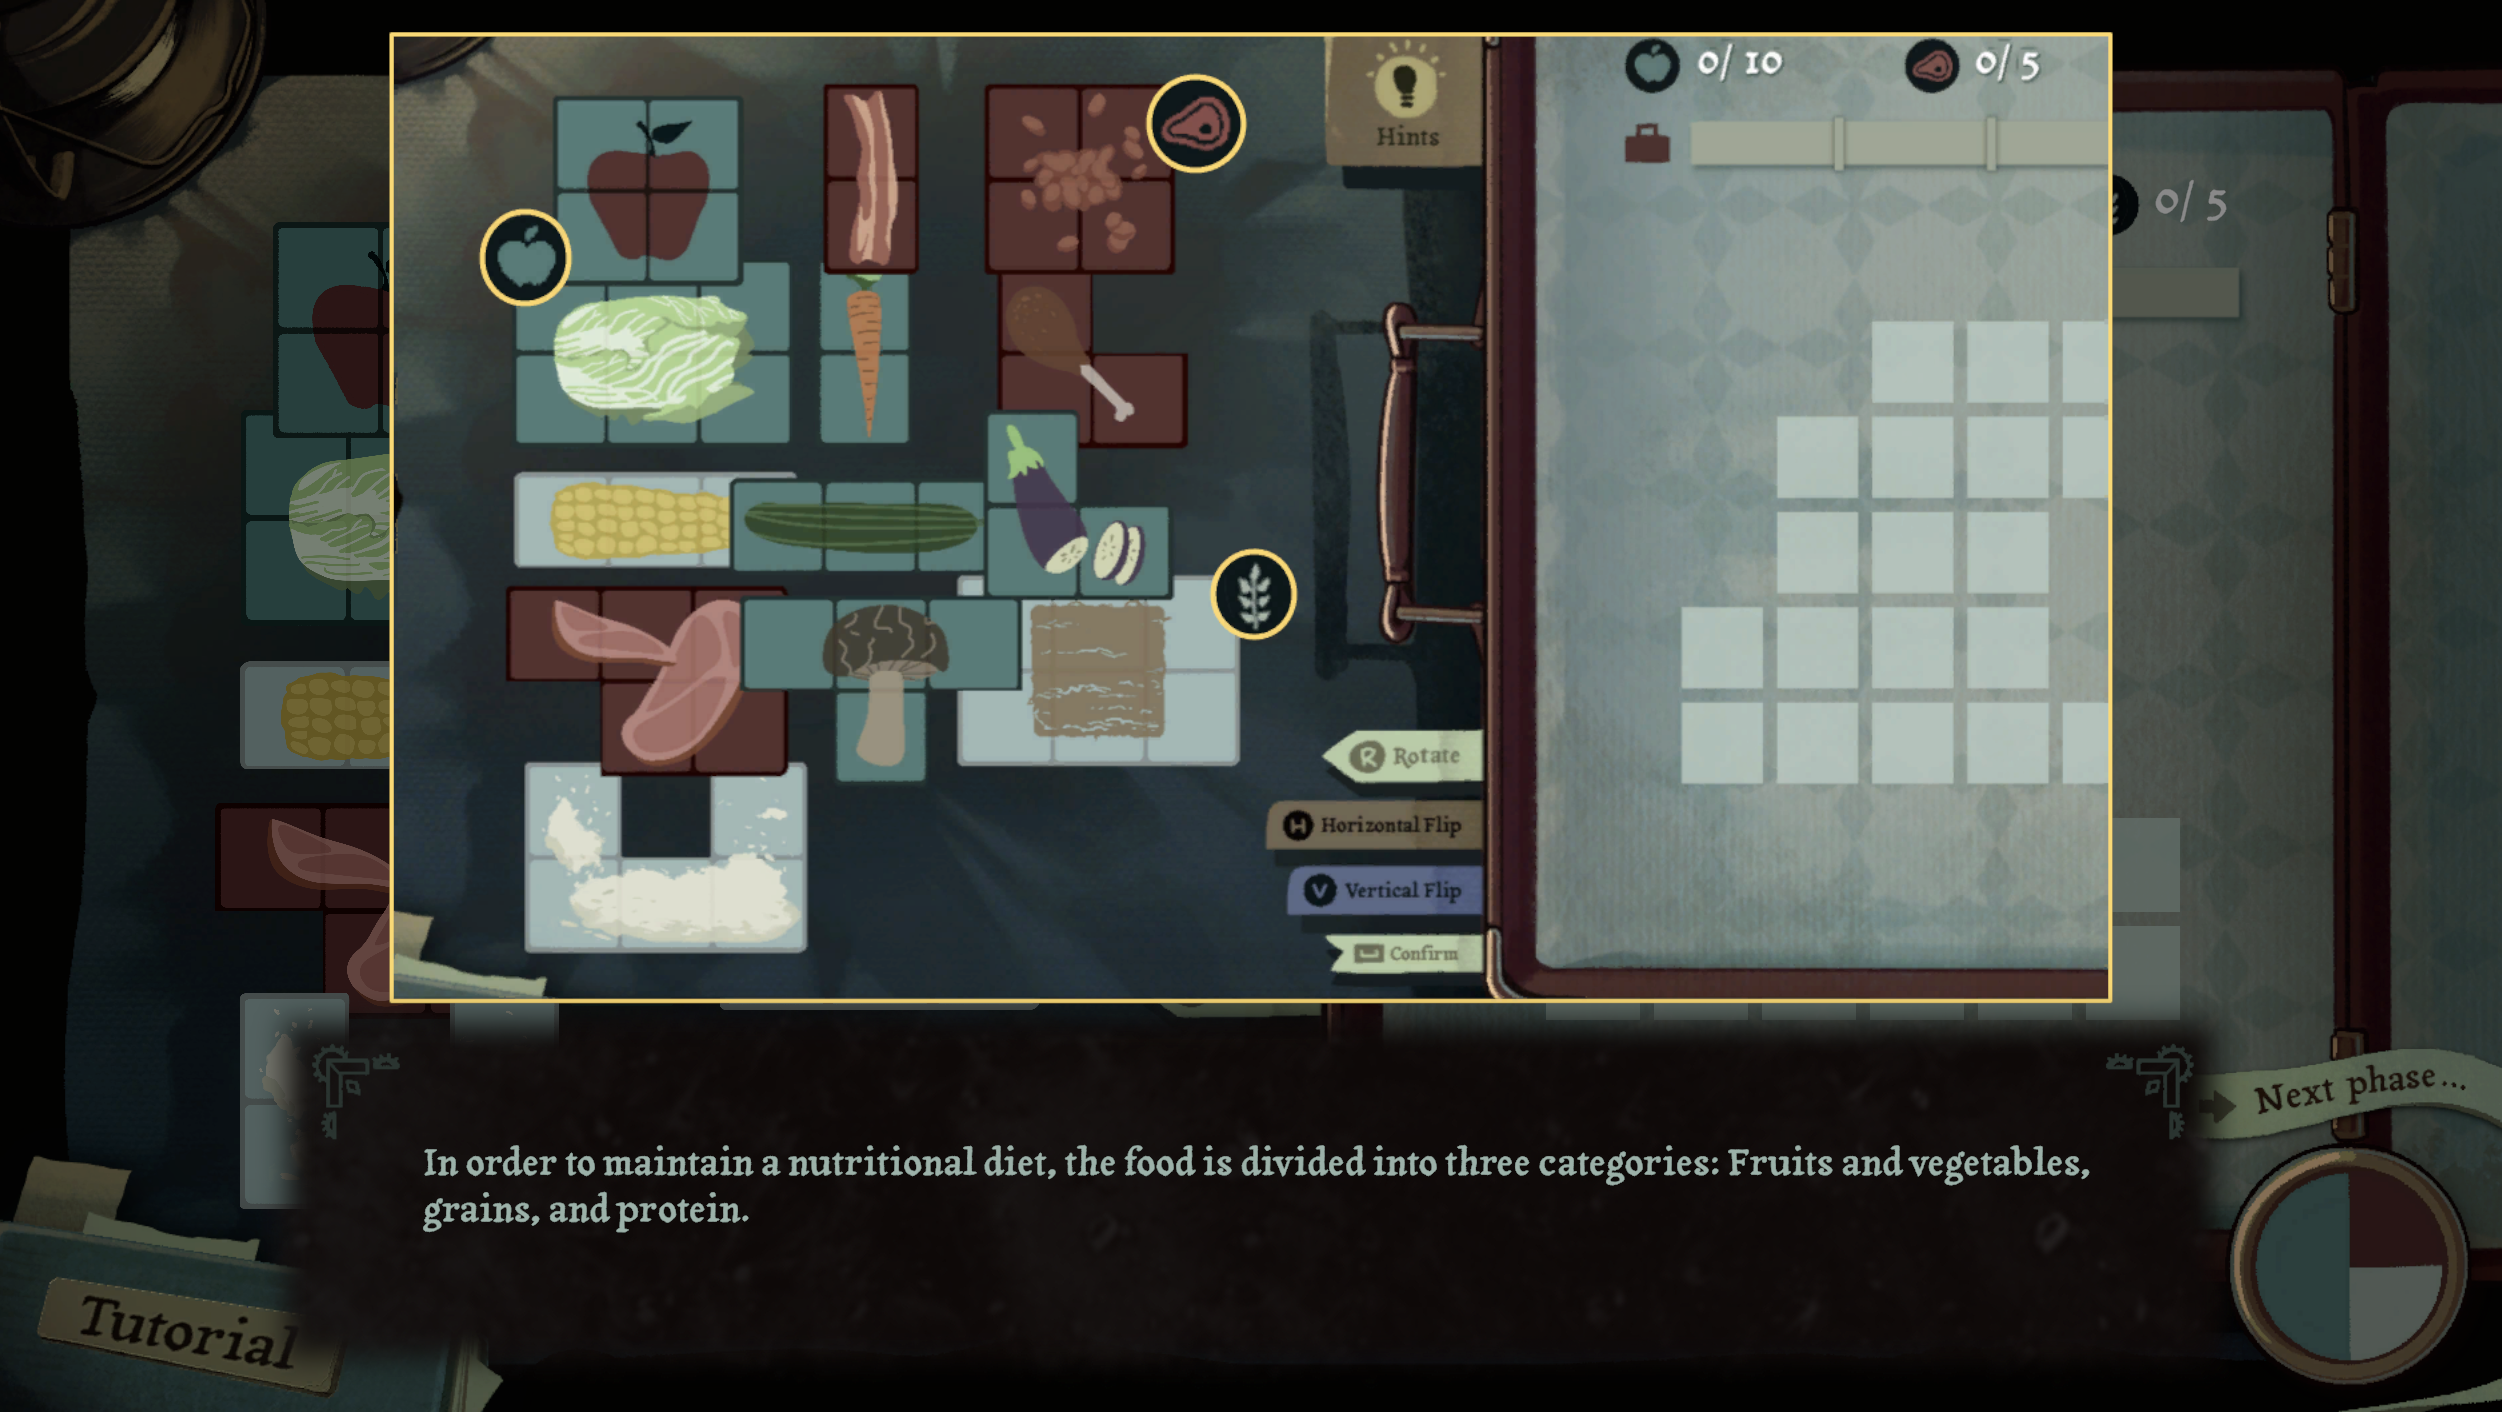 0/10
0/5
Hints
0/5
R Rotate
H Horizontal Flip
V Vertical Flip
Confirm
Next phase...
In order to maintain a nutritional diet, the food is divided into three categories: Fruits and vegetables,
grains, and protein.
Tutorial